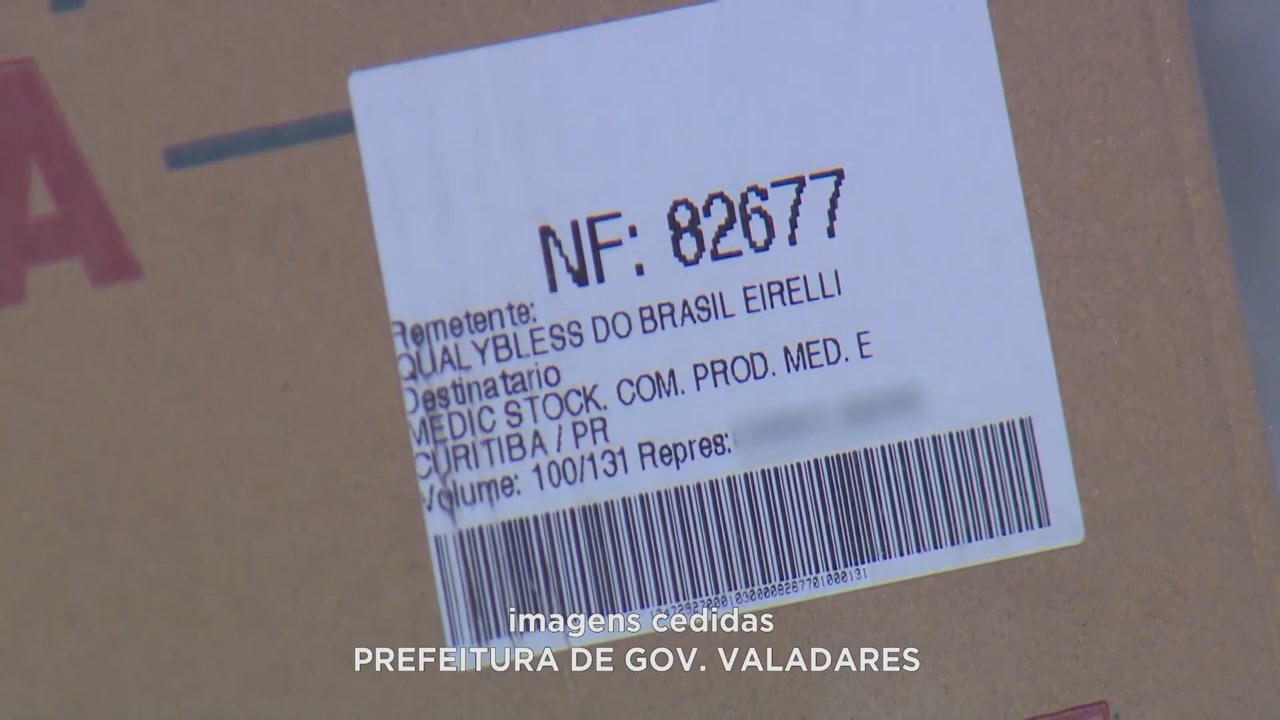 A
NF: 82677
Remetente:
QUALYBLESS DO BRASIL EIRELLI
Destinatario
MEDIC STOCK. COM. PROD. MED. E
CURITIBA / PR
Volume: 100/131 Repres:
imagens cedidas
PREFEITURA DE GOV. VALADARES